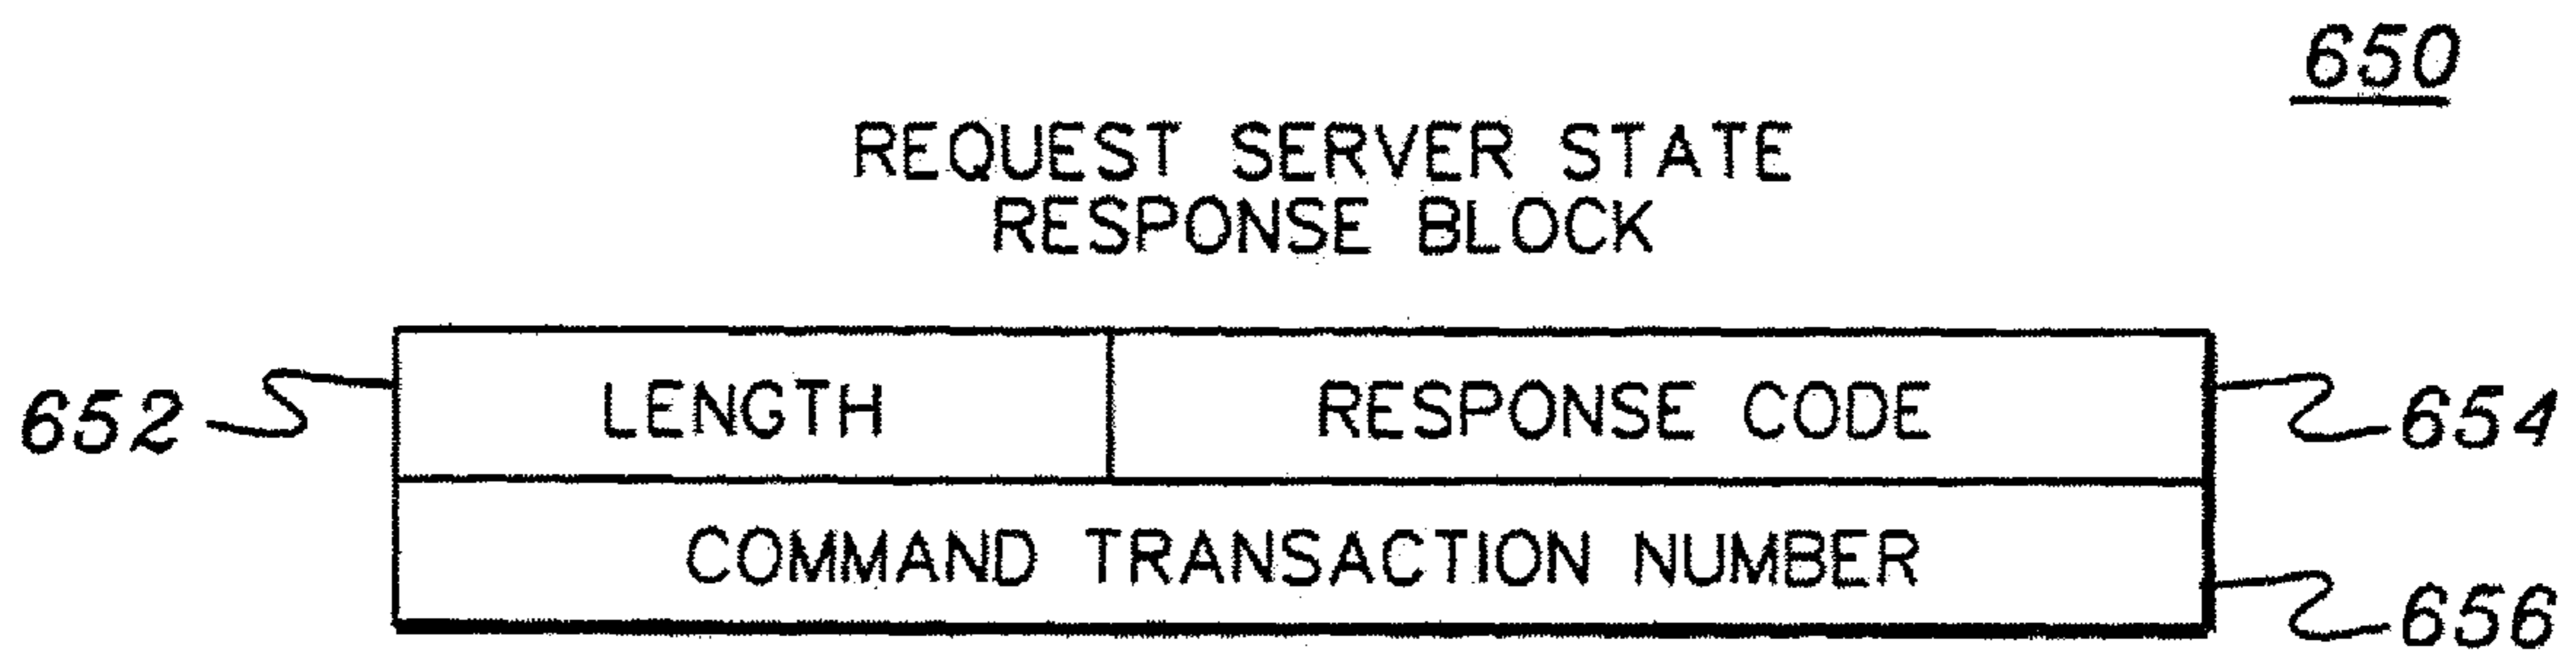 650
REQUEST SERVER STATE
RESPONSE BLOCK
652 LENGTH RESPONSE CODE 654
COMMAND TRANSACTION NUMBER 656